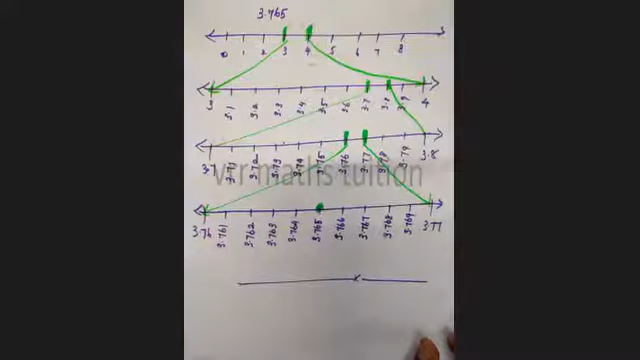 3.765
0 1 2 3 4 5 6 7 8
3 3.1 3.2 3.3 3.4 3.5 3.6 3.7 3.8 3.9 4
3.7 3.71 3.72 3.73 3.74 3.75 3.76 3.77 3.78 3.79 3.8
vrr maths tuition
3.76 3.761 3.762 3.763 3.764 3.765 3.766 3.767 3.768 3.769 3.77